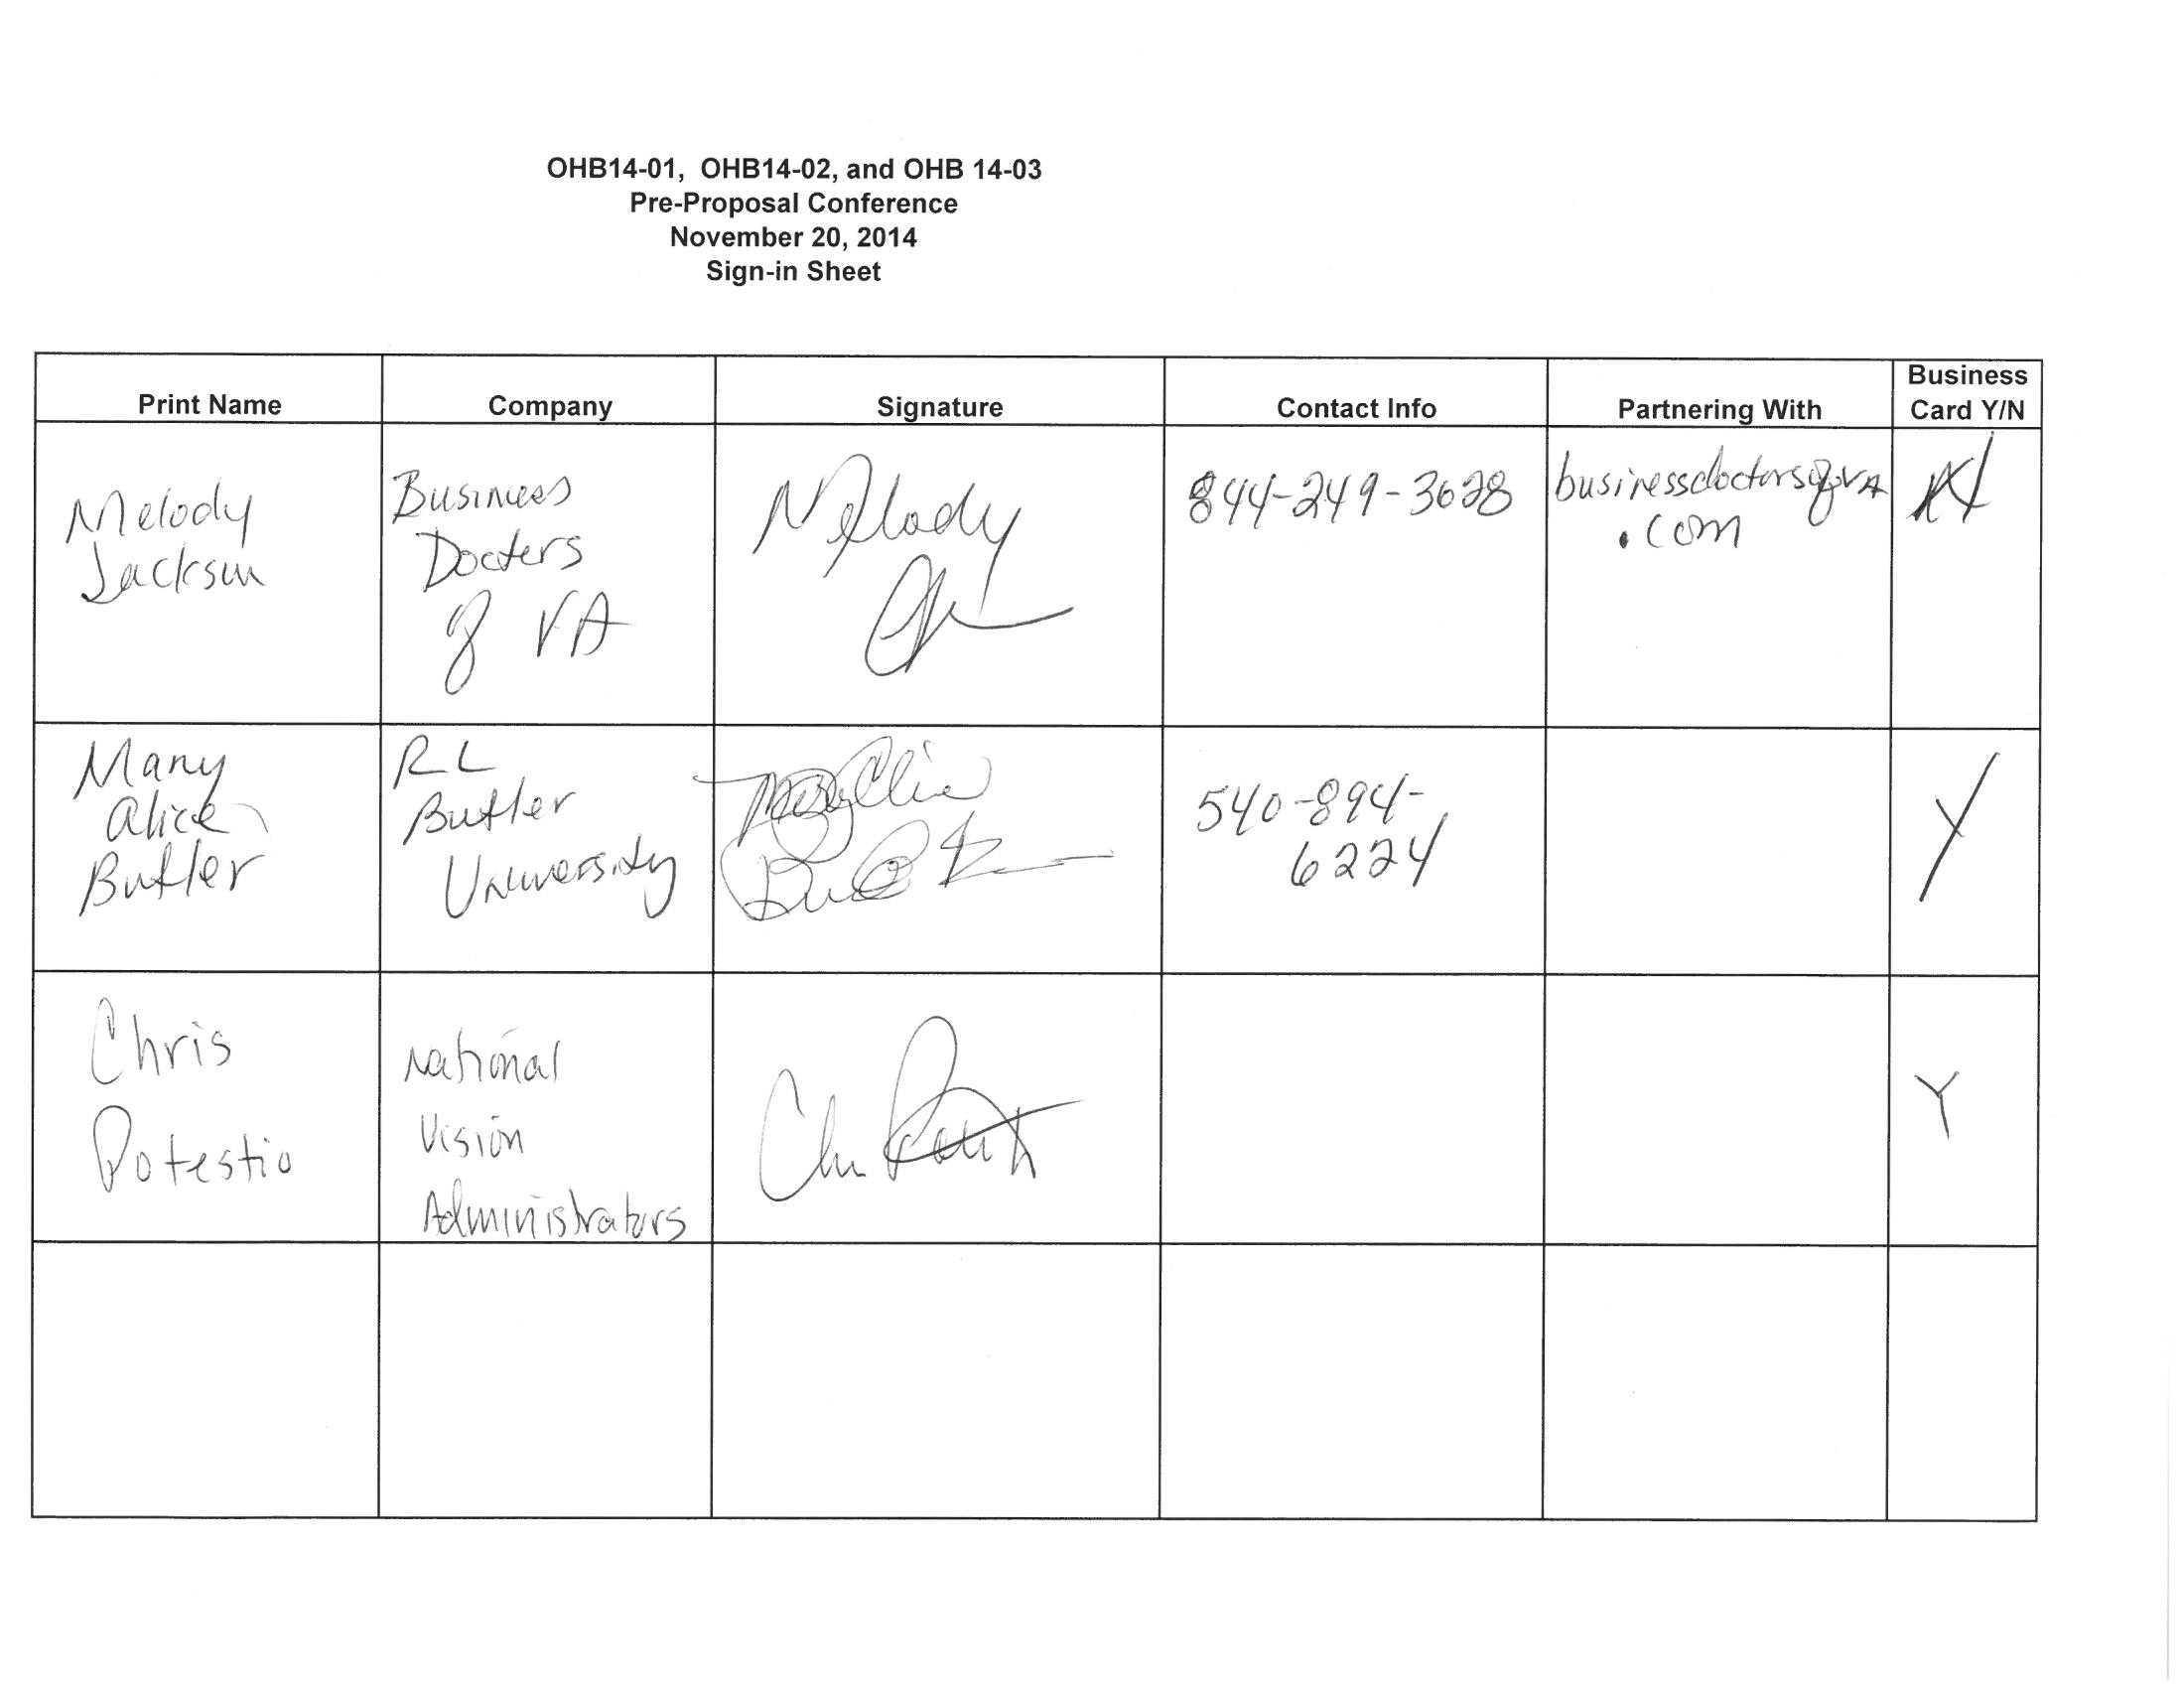 OHB14-01, OHB14-02, and OHB 14-03
Pre-Proposal Conference
November 20, 2014
Sign-in Sheet
Print Name
Company
Signature
Contact Info
Partnering With
Business
Card Y/N
Melody
Jackson
Business
Docters
of VA
Melody
844-249-3628
businessdoctorsofVA
.com
Mary
Alice
Butler
RL
Butler
University
540-894-
6224
Y
Chris
Potestio
National
Vision
Administrators
Y